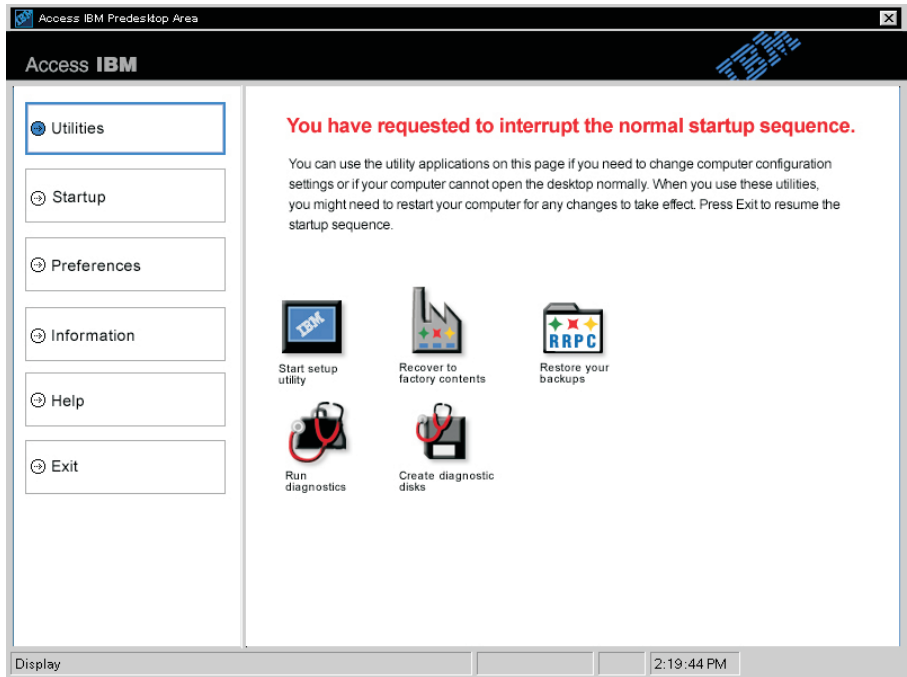 Access IBM Predesktop Area
Access IBM
IBM
Utilities
Startup
Preferences
Information
Help
Exit
You have requested to interrupt the normal startup sequence.
You can use the utility applications on this page if you need to change computer configuration
settings or if your computer cannot open the desktop normally. When you use these utilities,
you might need to restart your computer for any changes to take effect. Press Exit to resume the
startup sequence.
IBM
Start setup
utility
Recover to
factory contents
RRPC
Restore your
backups
Run
diagnostics
Create diagnostic
disks
Display
2:19:44 PM